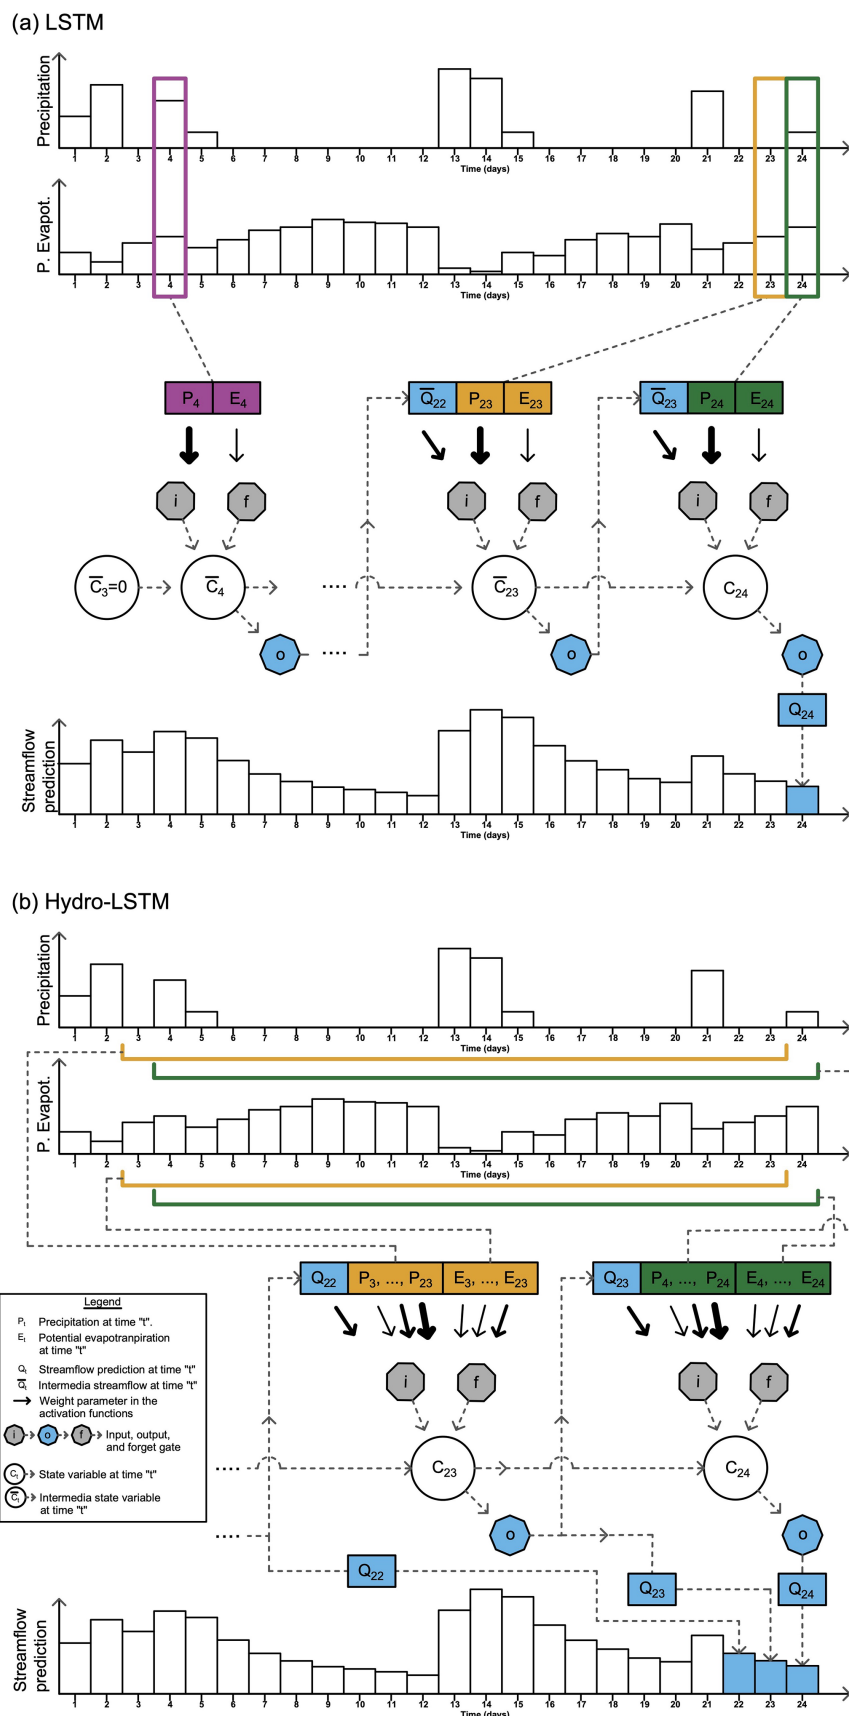 (a) LSTM
Precipitation
1 2 3 4 5 6 7 8 9 10 11 12 13 14 15 16 17 18 19 20 21 22 23 24
Time (days)
P. Evapot.
1 2 3 4 5 6 7 8 9 10 11 12 13 14 15 16 17 18 19 20 21 22 23 24
Time (days)
P₄ E₄ Q̅₂₂ P₂₃ E₂₃ Q̅₂₃ P₂₄ E₂₄
i f i f i f
C̅₃=0 C̅₄ .... C̅₂₃ C₂₄
o .... o o
Q₂₄
Streamflow
prediction
1 2 3 4 5 6 7 8 9 10 11 12 13 14 15 16 17 18 19 20 21 22 23 24
Time (days)
(b) Hydro-LSTM
Precipitation
1 2 3 4 5 6 7 8 9 10 11 12 13 14 15 16 17 18 19 20 21 22 23 24
Time (days)
P. Evapot.
1 2 3 4 5 6 7 8 9 10 11 12 13 14 15 16 17 18 19 20 21 22 23 24
Time (days)
Q₂₂ P₃, ..., P₂₃ E₃, ..., E₂₃ Q₂₃ P₄, ..., P₂₄ E₄, ..., E₂₄
i f i f
.... C₂₃ C₂₄
.... o o
Q₂₂ Q₂₃ Q₂₄
Legend
Pₜ Precipitation at time "t".
Eₜ Potential evapotranpiration
at time "t"
Qₜ Streamflow prediction at time "t"
Q̅ₜ Intermedia streamflow at time "t"
Weight parameter in the
activation functions
i o f Input, output,
and forget gate
Cₜ State variable at time "t"
C̅ₜ Intermedia state variable
at time "t"
Streamflow
prediction
1 2 3 4 5 6 7 8 9 10 11 12 13 14 15 16 17 18 19 20 21 22 23 24
Time (days)